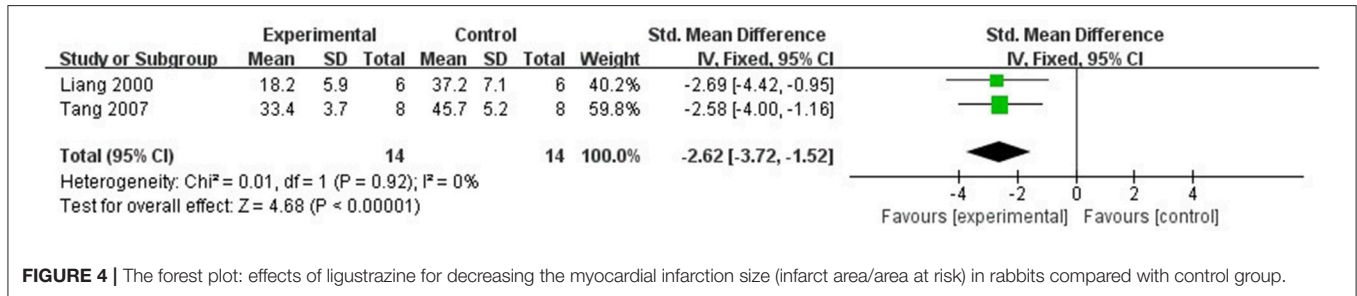 Experimental Control Std. Mean Difference Std. Mean Difference
Study or Subgroup Mean SD Total Mean SD Total Weight IV, Fixed, 95% CI IV, Fixed, 95% CI
Liang 2000 18.2 5.9 6 37.2 7.1 6 40.2% -2.69 [-4.42, -0.95]
Tang 2007 33.4 3.7 8 45.7 5.2 8 59.8% -2.58 [-4.00, -1.16]
Total (95% CI) 14 14 100.0% -2.62 [-3.72, -1.52]
Heterogeneity: Chi² = 0.01, df = 1 (P = 0.92); I² = 0%
Test for overall effect: Z = 4.68 (P < 0.00001)
-4 -2 0 2 4
Favours [experimental] Favours [control]
FIGURE 4 | The forest plot: effects of ligustrazine for decreasing the myocardial infarction size (infarct area/area at risk) in rabbits compared with control group.